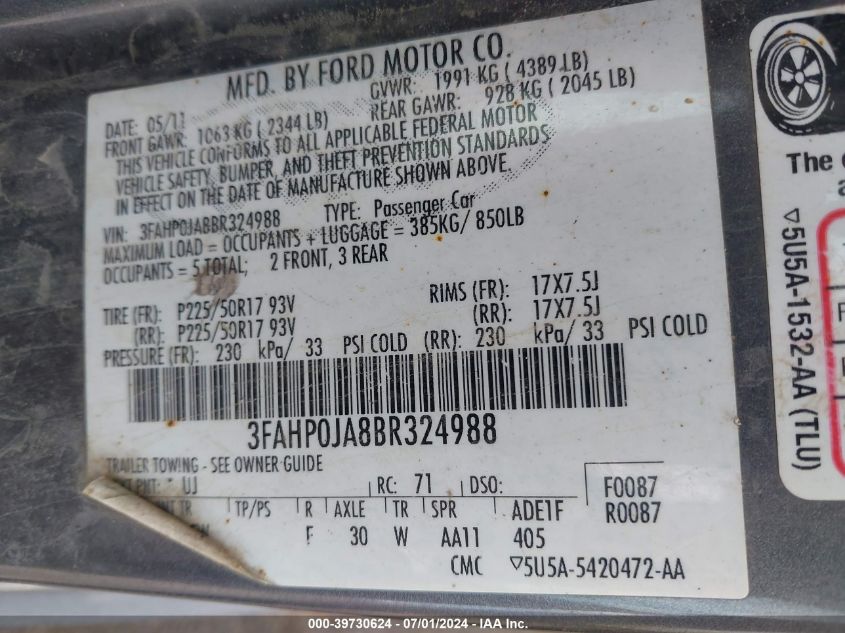 MFD. BY FORD MOTOR CO.
DATE: 05/11 GVWR: 1991 KG ( 4389 LB)
FRONT GAWR: 1063 KG ( 2344 LB) REAR GAWR: 928 KG ( 2045 LB)
THIS VEHICLE CONFORMS TO ALL APPLICABLE FEDERAL MOTOR
VEHICLE SAFETY, BUMPER, AND THEFT PREVENTION STANDARDS
IN EFFECT ON THE DATE OF MANUFACTURE SHOWN ABOVE.
VIN: 3FAHP0JA8BR324988 TYPE: Passenger Car
MAXIMUM LOAD = OCCUPANTS + LUGGAGE = 385KG/ 850LB
OCCUPANTS = 5 TOTAL; 2 FRONT, 3 REAR
TIRE (FR): P225/50R17 93V RIMS (FR): 17X7.5J
(RR): P225/50R17 93V (RR): 17X7.5J
PRESSURE (FR): 230 kPa/ 33 PSI COLD (RR): 230 kPa/ 33 PSI COLD
3FAHP0JA8BR324988
TRAILER TOWING - SEE OWNER GUIDE
PNT: UJ RC: 71 DSO: F0087
TR TP/PS R AXLE TR SPR ADE1F R0087
F 30 W AA11 405
CMC ▽5U5A-5420472-AA
The
▽5U5A-1532-AA (TLU)
000-39730624 - 07/01/2024 - IAA Inc.